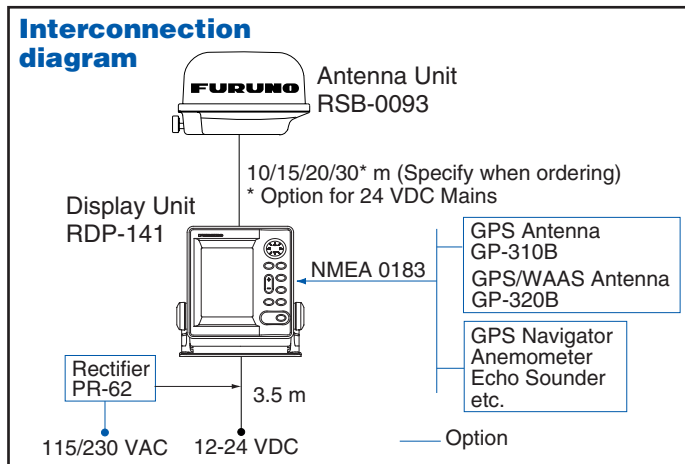 Interconnection
diagram
FURUNO
Antenna Unit
RSB-0093
10/15/20/30* m (Specify when ordering)
* Option for 24 VDC Mains
Display Unit
RDP-141
NMEA 0183
GPS Antenna
GP-310B
GPS/WAAS Antenna
GP-320B
GPS Navigator
Anemometer
Echo Sounder
etc.
Rectifier
PR-62
3.5 m
115/230 VAC
12-24 VDC
Option